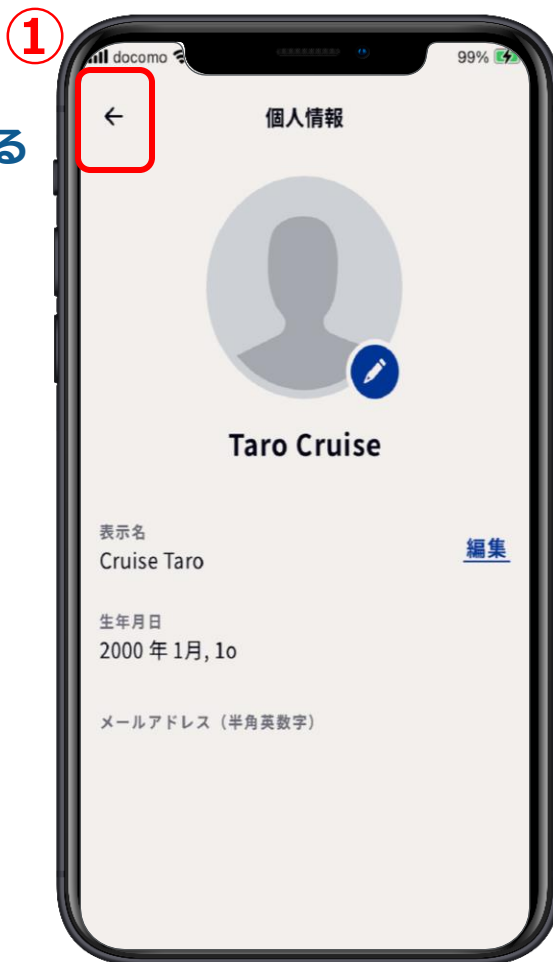 ①
docomo
99%
る
←
個人情報
Taro Cruise
表示名
Cruise Taro
編集
生年月日
2000 年 1月, 1o
メールアドレス（半角英数字）